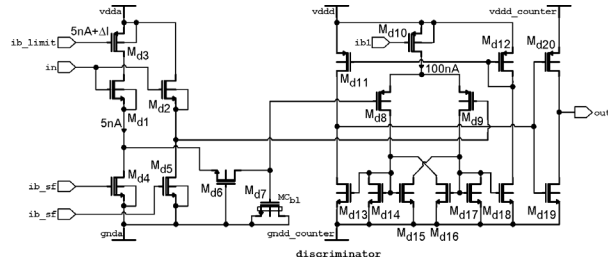 vdda
vddd
vddd_counter
5nA+ΔI
ib_limit
Md3
ib1
Md10
Md12
Md20
in
Md11
100nA
Md1
Md2
Md8
Md9
5nA
out
ib_sf
Md4
Md5
Md6
Md7
MCb1
Md13
Md14
Md17
Md18
Md19
ib_sf
Md15
Md16
gnda
gndd_counter
discriminator